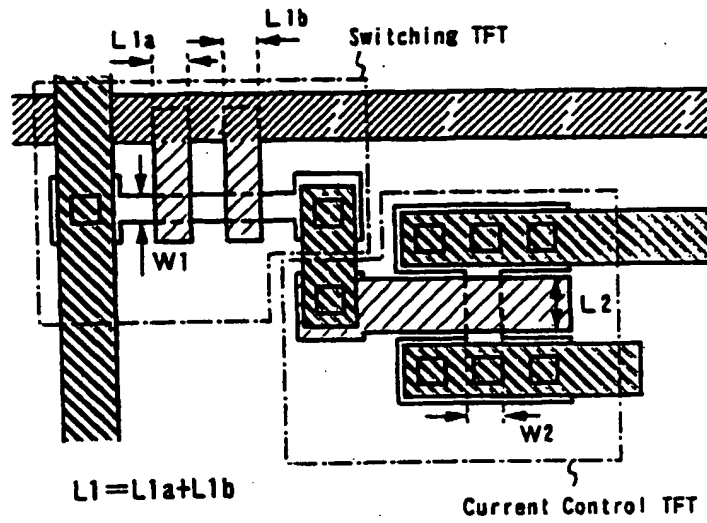 L1b
L1a
Switching TFT
W1
L2
W2
L1=L1a+L1b
Current Control TFT